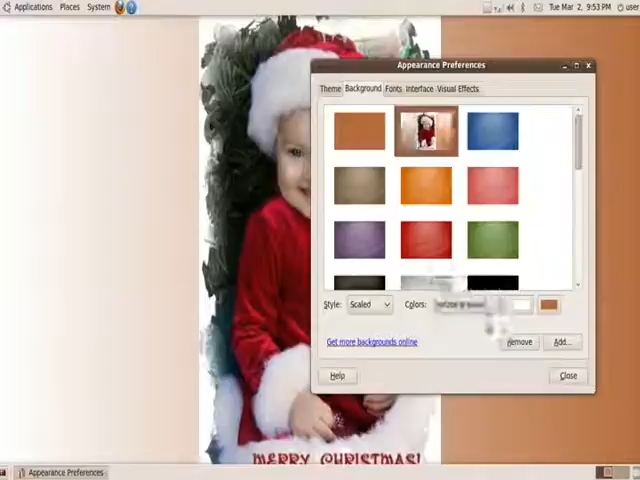 Applications Places System
Tue Mar 2, 9:53 PM
user
Appearance Preferences
Theme Background Fonts Interface Visual Effects
Style: Scaled
Colors:
Get more backgrounds online
Remove Add...
Help
Close
MERRY CHRISTMAS!
Appearance Preferences